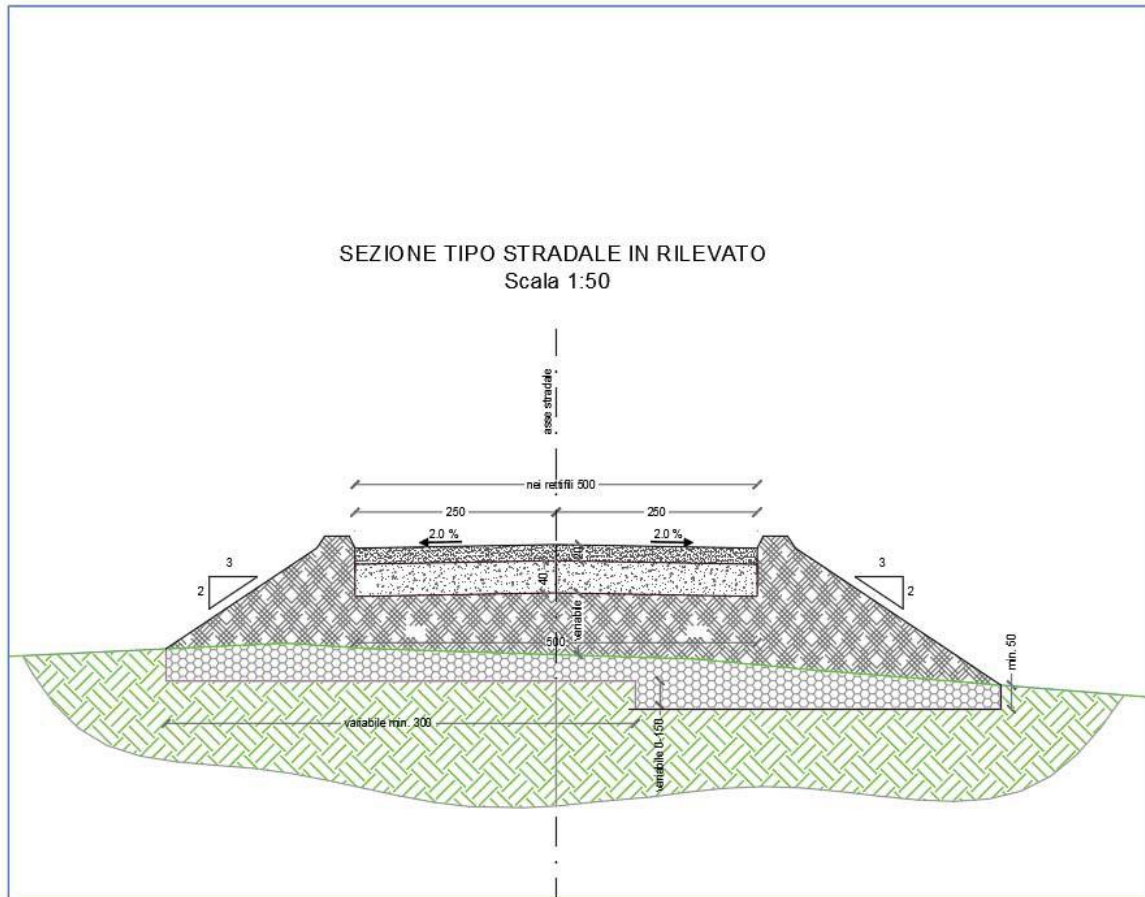 SEZIONE TIPO STRADALE IN RILEVATO
Scala 1:50
asse stradale
nei rettifili 500
250
250
2.0 %
2.0 %
20
3
2
3
2
40
variabile
500
min. 50
variabile min. 300
variabile 0-150